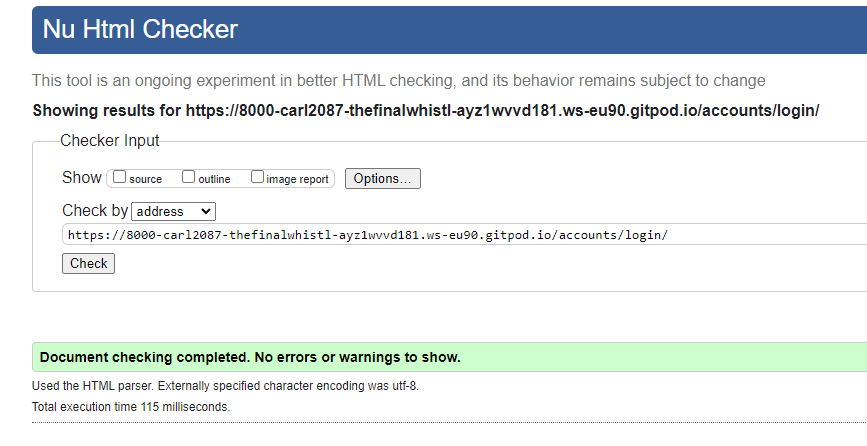 Nu Html Checker
This tool is an ongoing experiment in better HTML checking, and its behavior remains subject to change
Showing results for https://8000-carl2087-thefinalwhistl-ayz1wvvd181.ws-eu90.gitpod.io/accounts/login/
Checker Input
Show source outline image report Options...
Check by address
https://8000-carl2087-thefinalwhistl-ayz1wvvd181.ws-eu90.gitpod.io/accounts/login/
Check
Document checking completed. No errors or warnings to show.
Used the HTML parser. Externally specified character encoding was utf-8.
Total execution time 115 milliseconds.